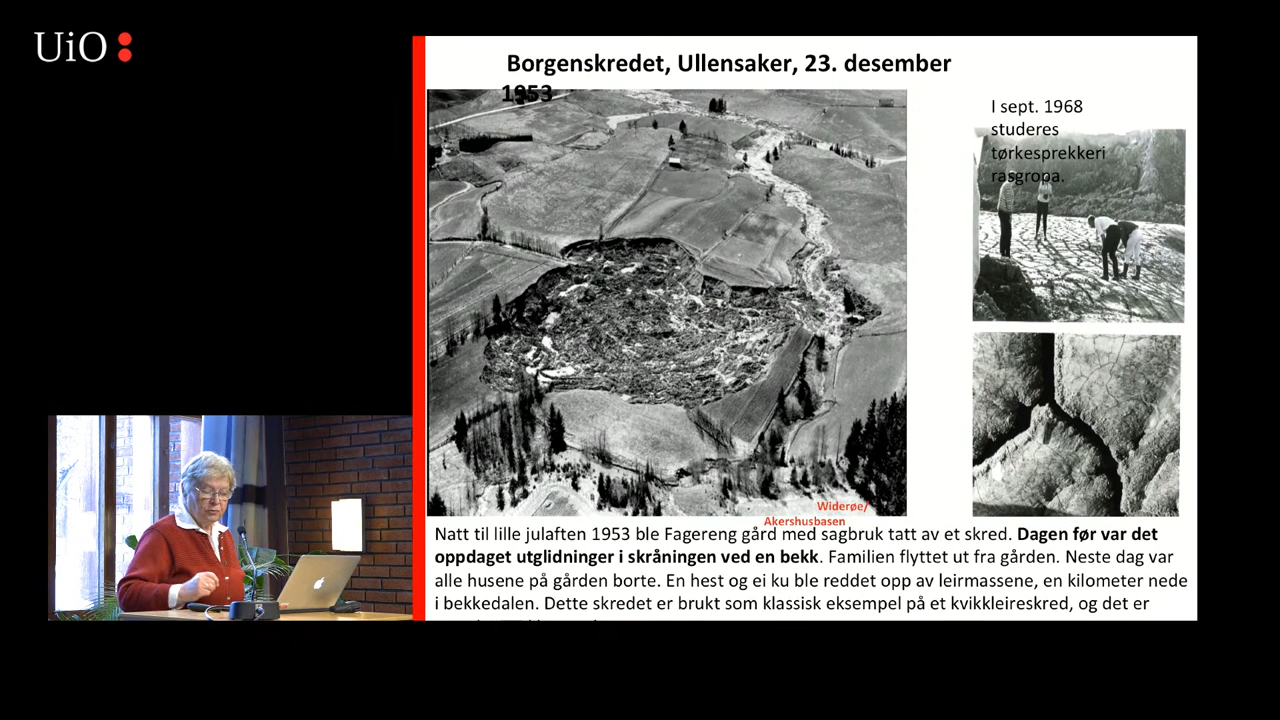 UiO
Borgenskredet, Ullensaker, 23. desember
1953
I sept. 1968
studeres
tørkesprekkeri
rasgropa.
Widerøe/
Akershusbasen
Natt til lille julaften 1953 ble Fagereng gård med sagbruk tatt av et skred. Dagen før var det
oppdaget utglidninger i skråningen ved en bekk. Familien flyttet ut fra gården. Neste dag var
alle husene på gården borte. En hest og ei ku ble reddet opp av leirmassene, en kilometer nede
i bekkedalen. Dette skredet er brukt som klassisk eksempel på et kvikkleireskred, og det er